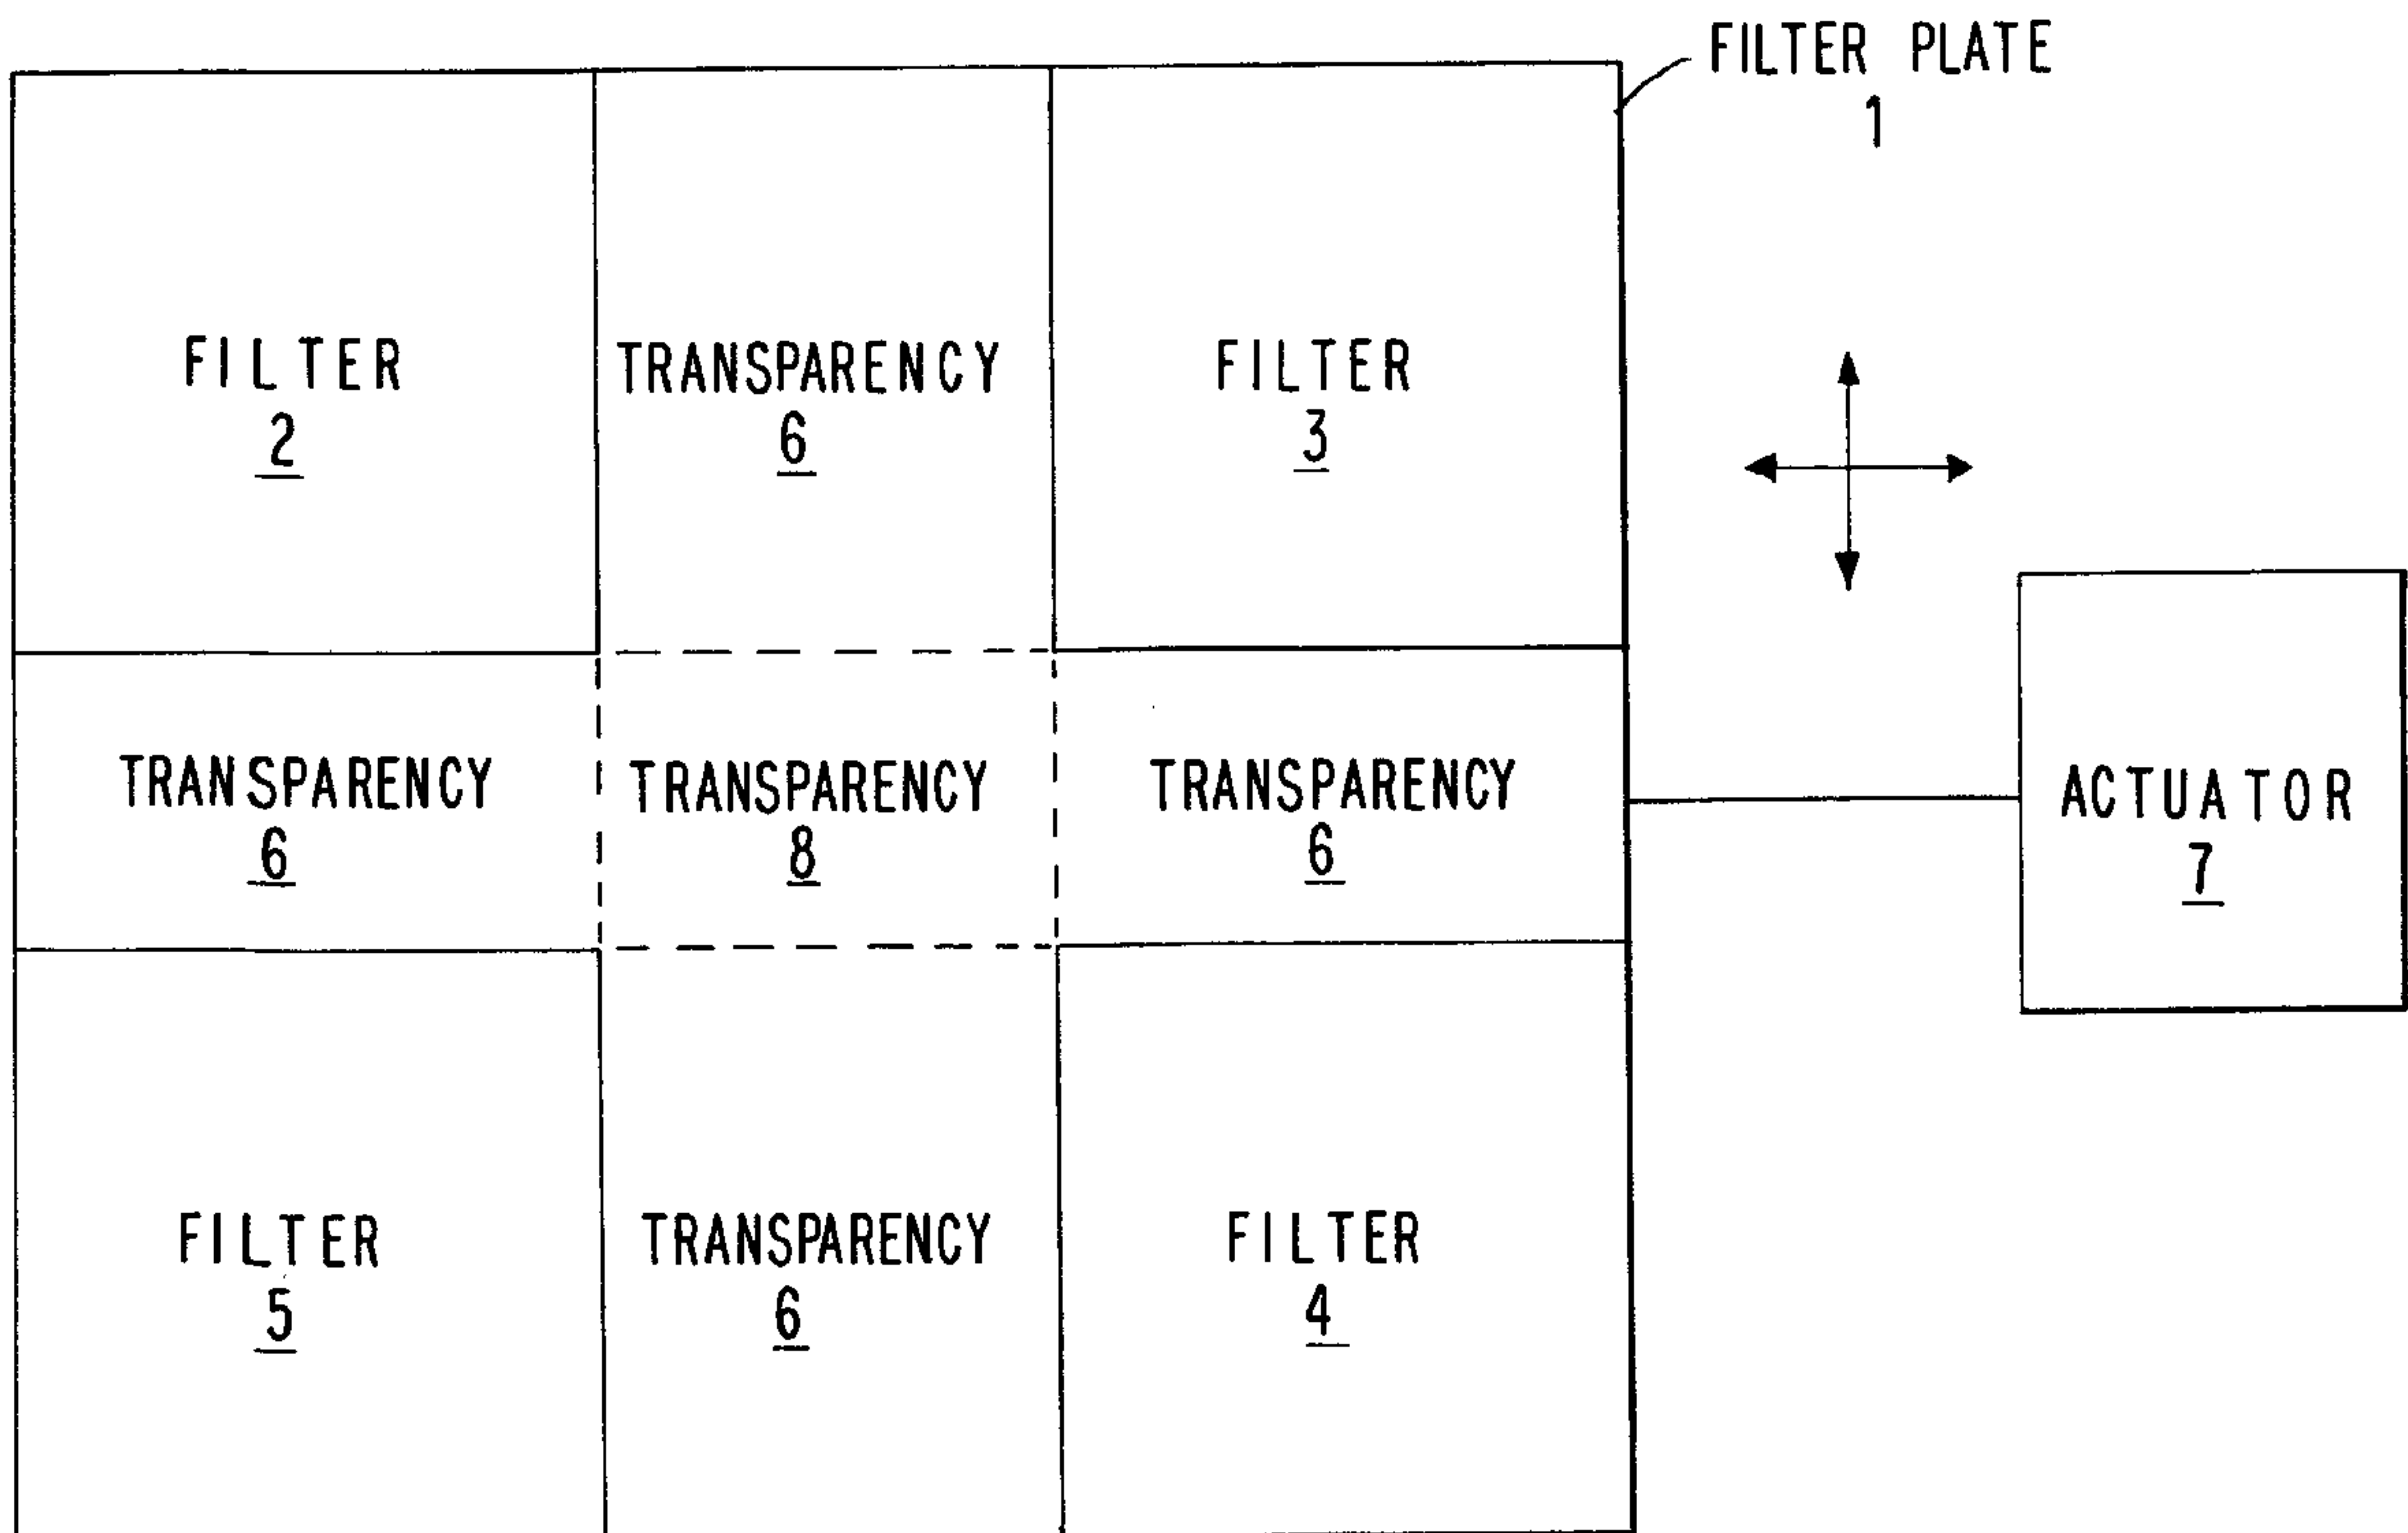 FILTER PLATE
1
FILTER
2
TRANSPARENCY
6
FILTER
3
TRANSPARENCY
6
TRANSPARENCY
8
TRANSPARENCY
6
ACTUATOR
7
FILTER
5
TRANSPARENCY
6
FILTER
4